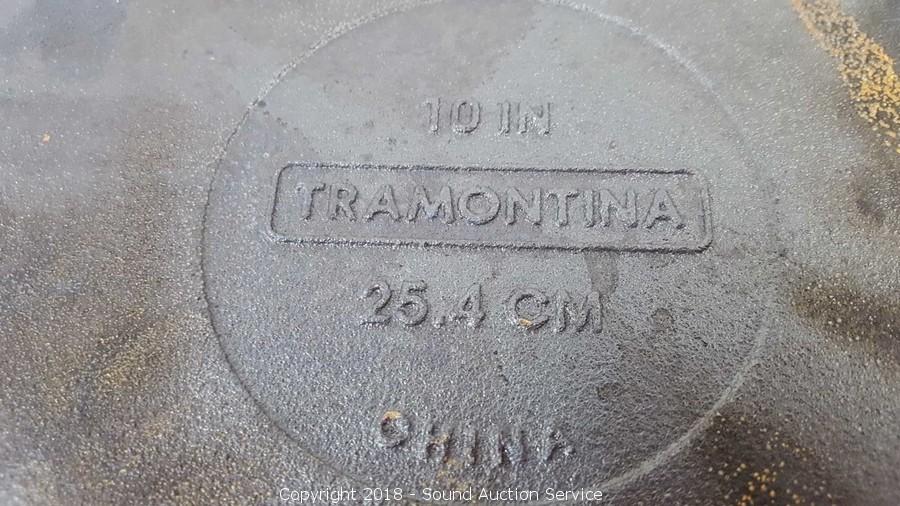 10 IN
TRAMONTINA
25.4 CM
CHINA
Copyright 2018 - Sound Auction Service